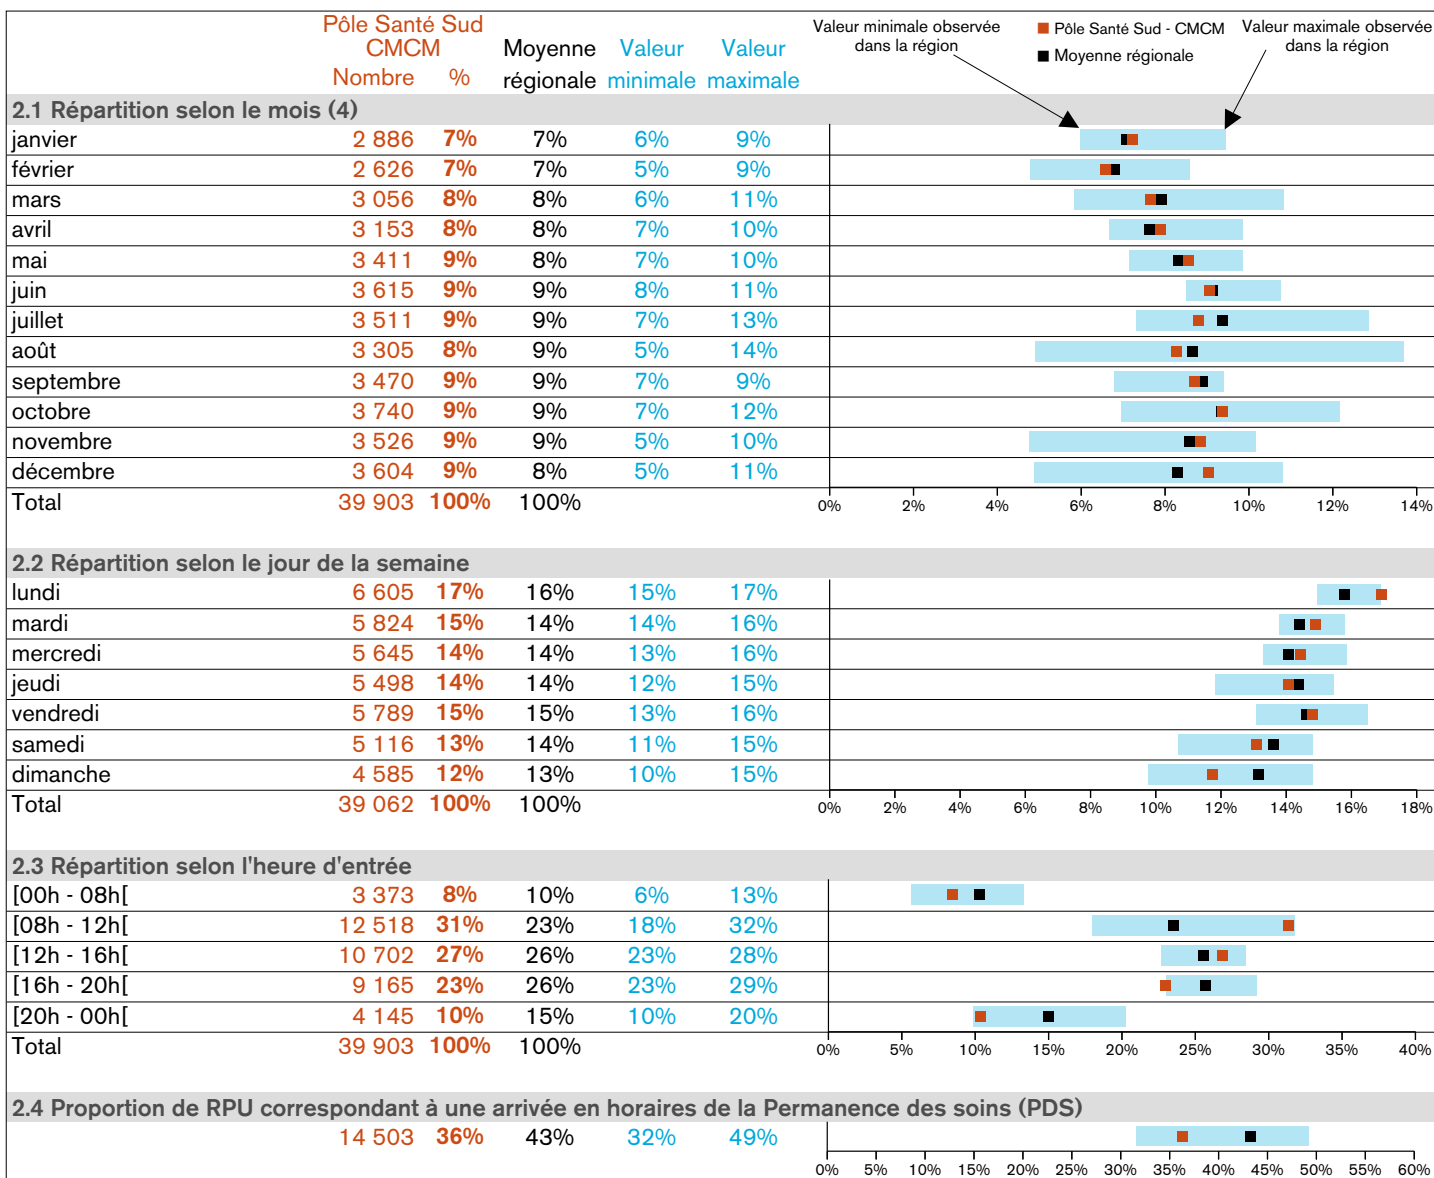 Pôle Santé Sud CMCM Moyenne régionale Valeur minimale Valeur maximale
Nombre %
Valeur minimale observée dans la région
Pôle Santé Sud - CMCM
Moyenne régionale
Valeur maximale observée dans la région
2.1 Répartition selon le mois (4)
janvier 2 886 7% 7% 6% 9%
février 2 626 7% 7% 5% 9%
mars 3 056 8% 8% 6% 11%
avril 3 153 8% 8% 7% 10%
mai 3 411 9% 8% 7% 10%
juin 3 615 9% 9% 8% 11%
juillet 3 511 9% 9% 7% 13%
août 3 305 8% 9% 5% 14%
septembre 3 470 9% 9% 7% 9%
octobre 3 740 9% 9% 7% 12%
novembre 3 526 9% 9% 5% 10%
décembre 3 604 9% 8% 5% 11%
Total 39 903 100% 100%
0% 2% 4% 6% 8% 10% 12% 14%
2.2 Répartition selon le jour de la semaine
lundi 6 605 17% 16% 15% 17%
mardi 5 824 15% 14% 14% 16%
mercredi 5 645 14% 14% 13% 16%
jeudi 5 498 14% 14% 12% 15%
vendredi 5 789 15% 15% 13% 16%
samedi 5 116 13% 14% 11% 15%
dimanche 4 585 12% 13% 10% 15%
Total 39 062 100% 100%
0% 2% 4% 6% 8% 10% 12% 14% 16% 18%
2.3 Répartition selon l'heure d'entrée
[00h - 08h[ 3 373 8% 10% 6% 13%
[08h - 12h[ 12 518 31% 23% 18% 32%
[12h - 16h[ 10 702 27% 26% 23% 28%
[16h - 20h[ 9 165 23% 26% 23% 29%
[20h - 00h[ 4 145 10% 15% 10% 20%
Total 39 903 100% 100%
0% 5% 10% 15% 20% 25% 30% 35% 40%
2.4 Proportion de RPU correspondant à une arrivée en horaires de la Permanence des soins (PDS)
14 503 36% 43% 32% 49%
0% 5% 10% 15% 20% 25% 30% 35% 40% 45% 50% 55% 60%